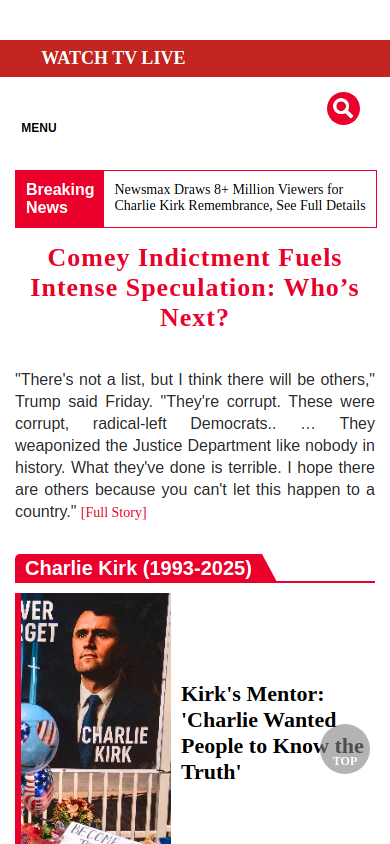 WATCH TV LIVE
MENU
Breaking News
Newsmax Draws 8+ Million Viewers for
Charlie Kirk Remembrance, See Full Details
Comey Indictment Fuels
Intense Speculation: Who’s
Next?
"There's not a list, but I think there will be others,"
Trump said Friday. "They're corrupt. These were
corrupt, radical-left Democrats.. … They
weaponized the Justice Department like nobody in
history. What they've done is terrible. I hope there
are others because you can't let this happen to a
country." [Full Story]
Charlie Kirk (1993-2025)
VER
RGET
CHARLIE
KIRK
BECOME
Kirk's Mentor:
'Charlie Wanted
People to Know the
Truth'
TOP